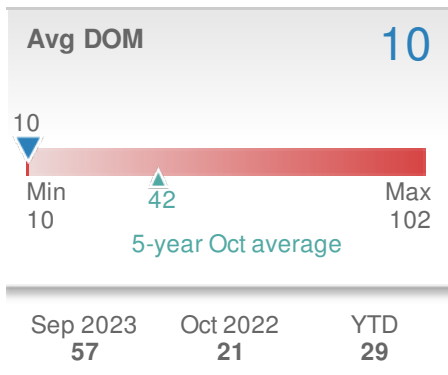 Avg DOM 10
10
Min Max
42
10 102
5-year Oct average
Sep 2023 Oct 2022 YTD
57 21 29